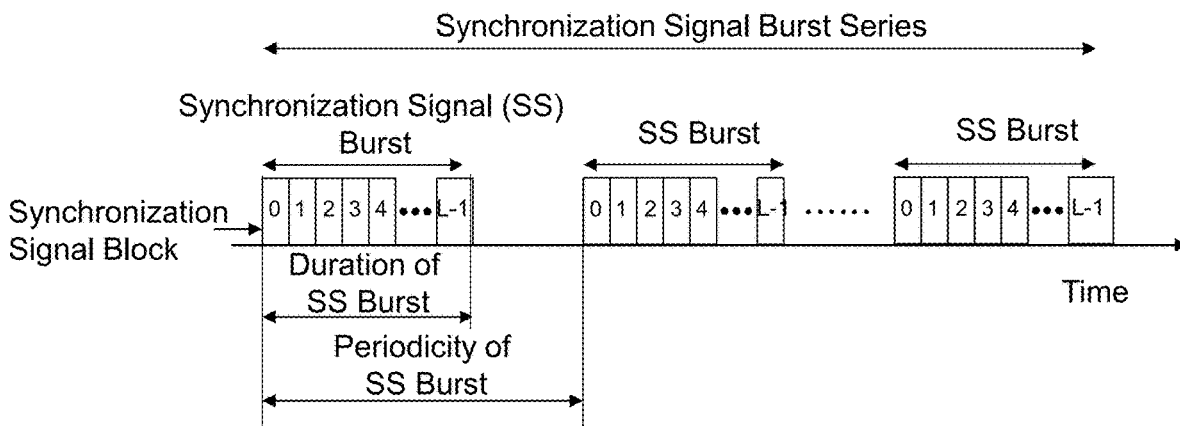 Synchronization Signal Burst Series
Synchronization Signal (SS)
Burst
SS Burst
SS Burst
Synchronization
Signal Block
0 1 2 3 4 ••• L-1
0 1 2 3 4 ••• L-1
......
0 1 2 3 4 ••• L-1
Duration of
SS Burst
Time
Periodicity of
SS Burst